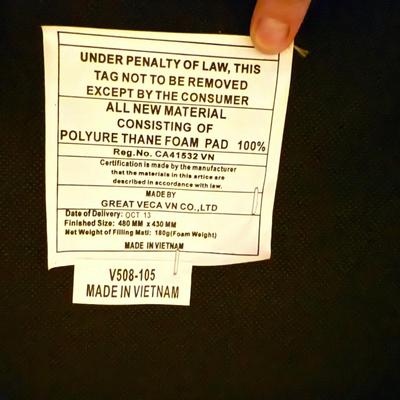 UNDER PENALTY OF LAW, THIS
TAG NOT TO BE REMOVED
EXCEPT BY THE CONSUMER
ALL NEW MATERIAL
CONSISTING OF
POLYURE THANE FOAM PAD 100%
Reg.No. CA41532 VN
Certification is made by the manufacturer
that the materials in this artice are
described in accordance with law.
MADE BY
GREAT VECA VN CO.,LTD
Date of Delivery: OCT 13
Finished Size: 480 MM x 430 MM
Net Weight of Filling Matl: 180g(Foam Weight)
MADE IN VIETNAM
V508-105
MADE IN VIETNAM